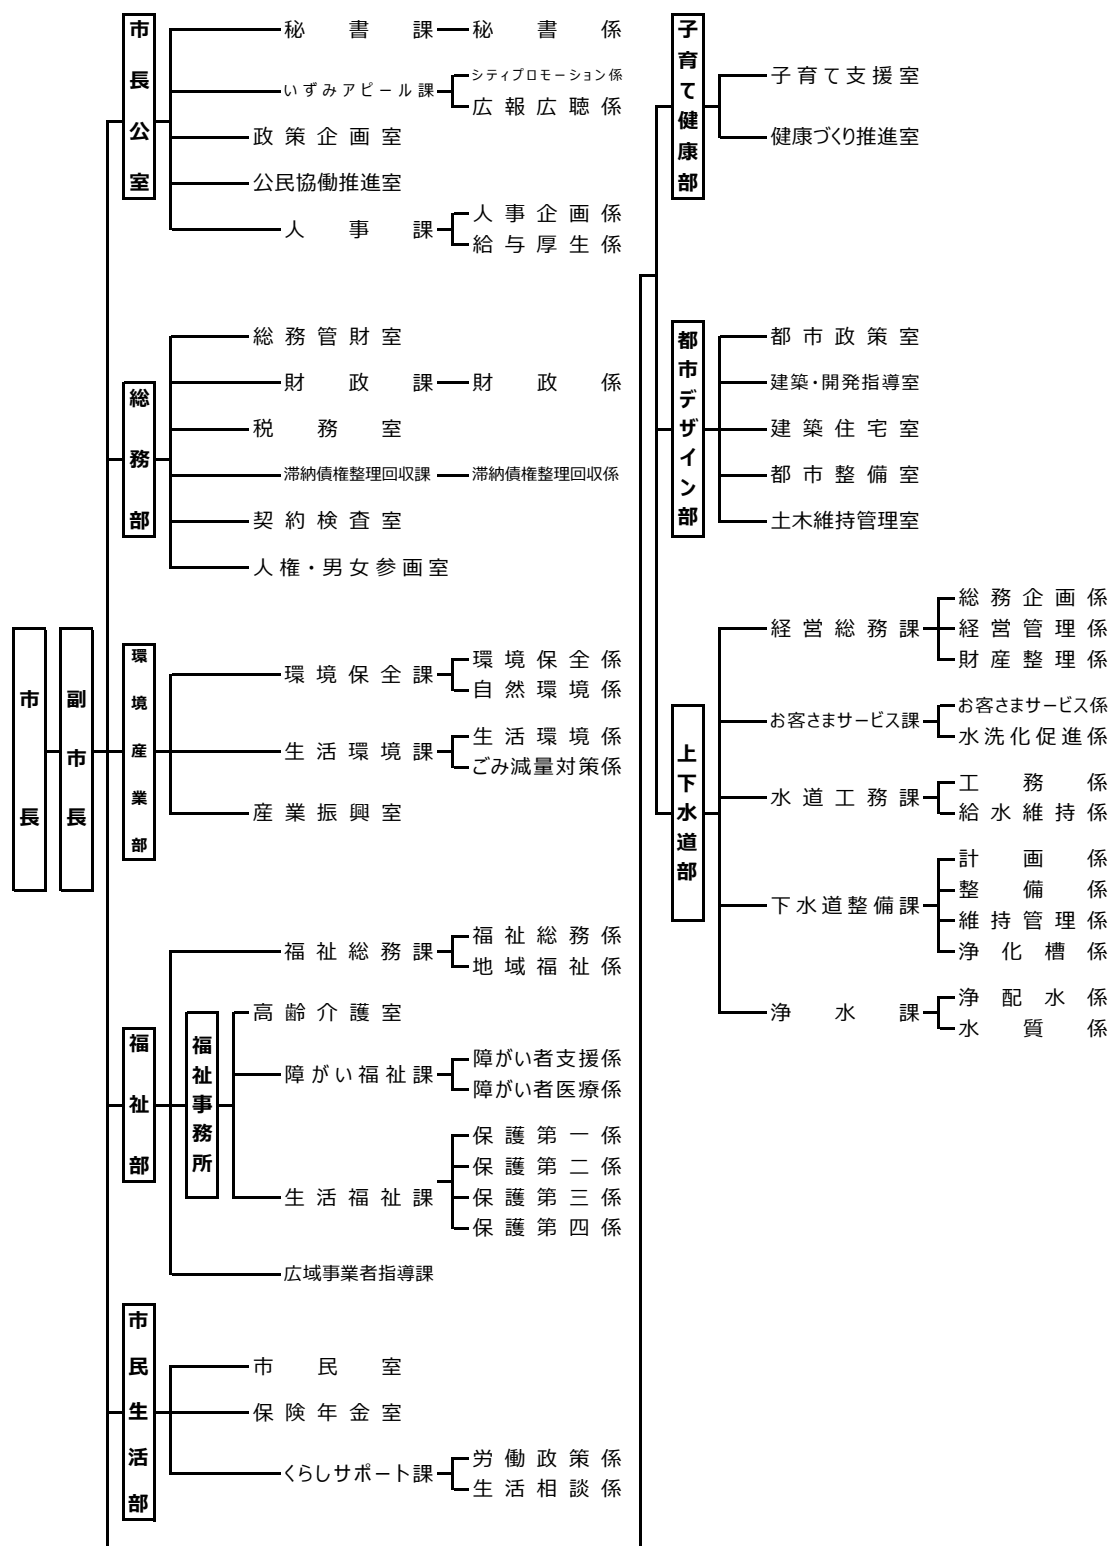 市長
副市長
市長公室
秘書課
秘書係
いずみアピール課
シティプロモーション係
広報広聴係
政策企画室
公民協働推進室
人事課
人事企画係
給与厚生係
総務部
総務管財室
財政課
財政係
税務室
滞納債権整理回収課
滞納債権整理回収係
契約検査室
人権・男女参画室
環境産業部
環境保全課
環境保全係
自然環境係
生活環境課
生活環境係
ごみ減量対策係
産業振興室
福祉部
福祉総務課
福祉総務係
地域福祉係
福祉事務所
高齢介護室
障がい福祉課
障がい者支援係
障がい者医療係
生活福祉課
保護第一係
保護第二係
保護第三係
保護第四係
広域事業者指導課
市民生活部
市民室
保険年金室
くらしサポート課
労働政策係
生活相談係
子育て健康部
子育て支援室
健康づくり推進室
都市デザイン部
都市政策室
建築・開発指導室
建築住宅室
都市整備室
土木維持管理室
上下水道部
経営総務課
総務企画係
経営管理係
財産整理係
お客さまサービス課
お客さまサービス係
水洗化促進係
水道工務課
工務係
給水維持係
下水道整備課
計画係
整備係
維持管理係
浄化槽係
浄水課
浄配水係
水質係